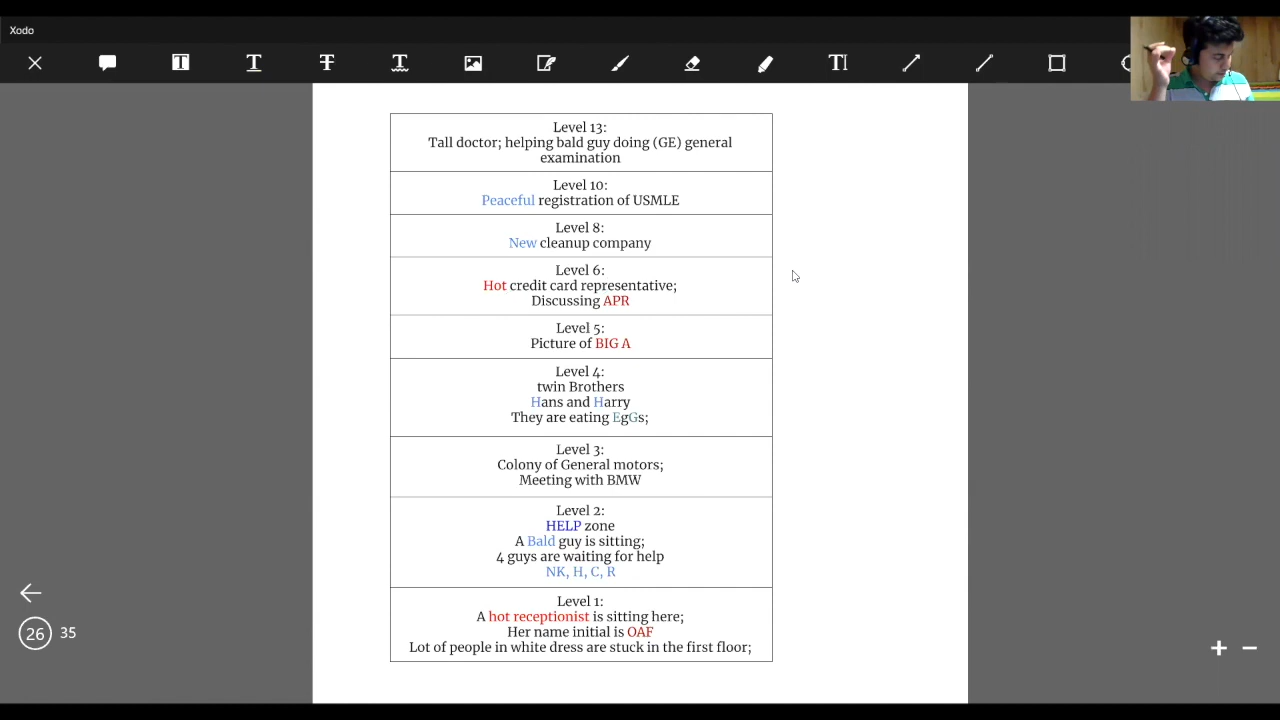 Xodo
Level 13:
Tall doctor; helping bald guy doing (GE) general
examination
Level 10:
Peaceful registration of USMLE
Level 8:
New cleanup company
Level 6:
Hot credit card representative;
Discussing APR
Level 5:
Picture of BIG A
Level 4:
twin Brothers
Hans and Harry
They are eating EgGs;
Level 3:
Colony of General motors;
Meeting with BMW
Level 2:
HELP zone
A Bald guy is sitting;
4 guys are waiting for help
NK, H, C, R
Level 1:
A hot receptionist is sitting here;
Her name initial is OAF
Lot of people in white dress are stuck in the first floor;
26 35